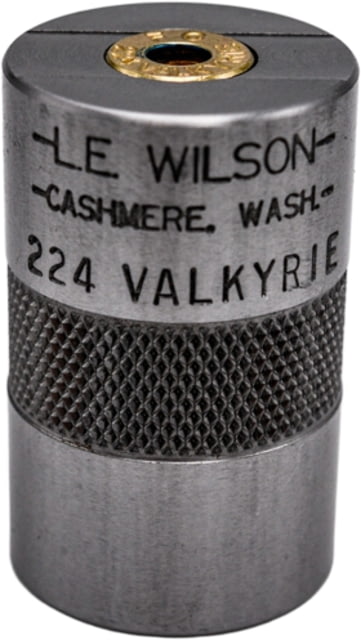 -L.E. WILSON-
-CASHMERE, WASH.-
224 VALKYRIE